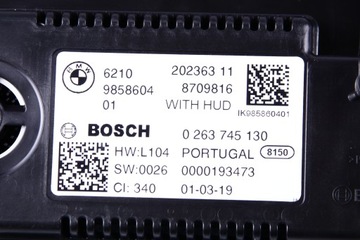 BMW
6210 202363 11
9858604 8709816
01 WITH HUD
IK985860401
BOSCH 0 263 745 130
HW:L104 PORTUGAL 8150
SW:0026 0000193473
CI: 340 01-03-19